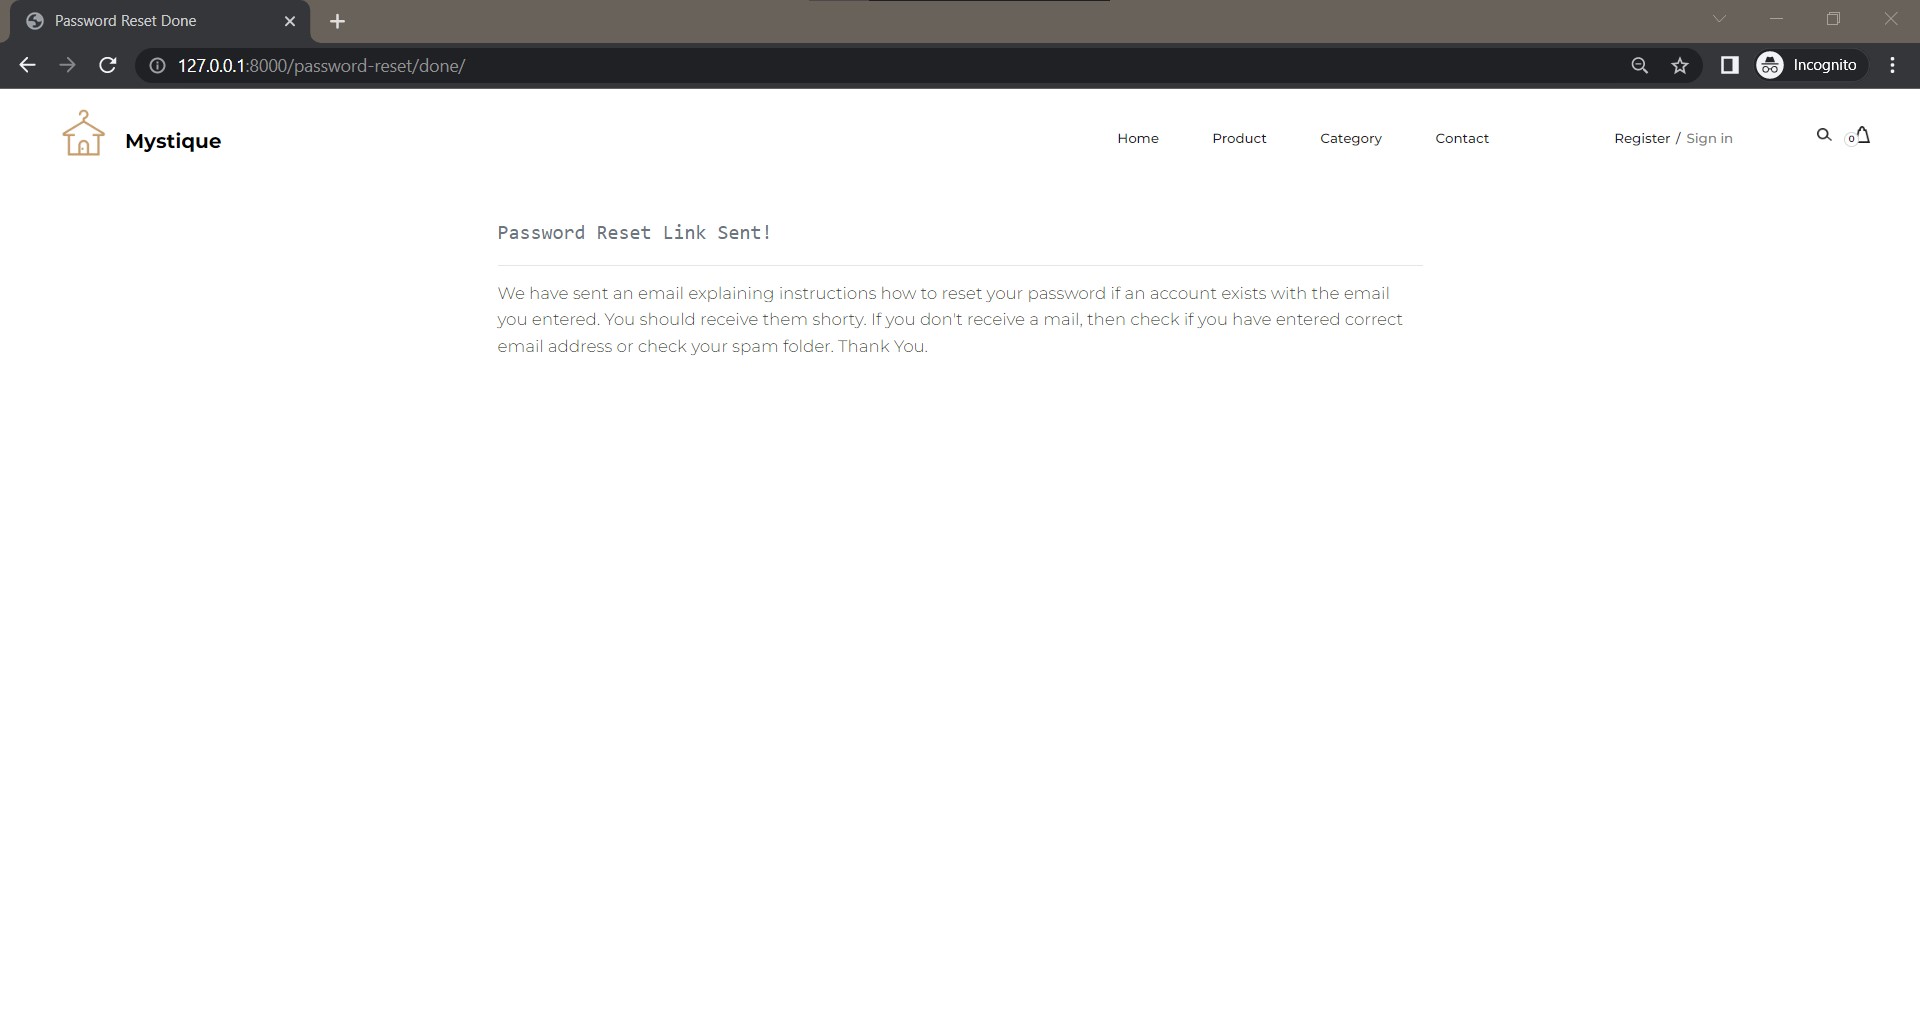 Password Reset Done
127.0.0.1:8000/password-reset/done/
Incognito
Mystique
Home
Product
Category
Contact
Register / Sign in
0
Password Reset Link Sent!
We have sent an email explaining instructions how to reset your password if an account exists with the email
you entered. You should receive them shorty. If you don't receive a mail, then check if you have entered correct
email address or check your spam folder. Thank You.